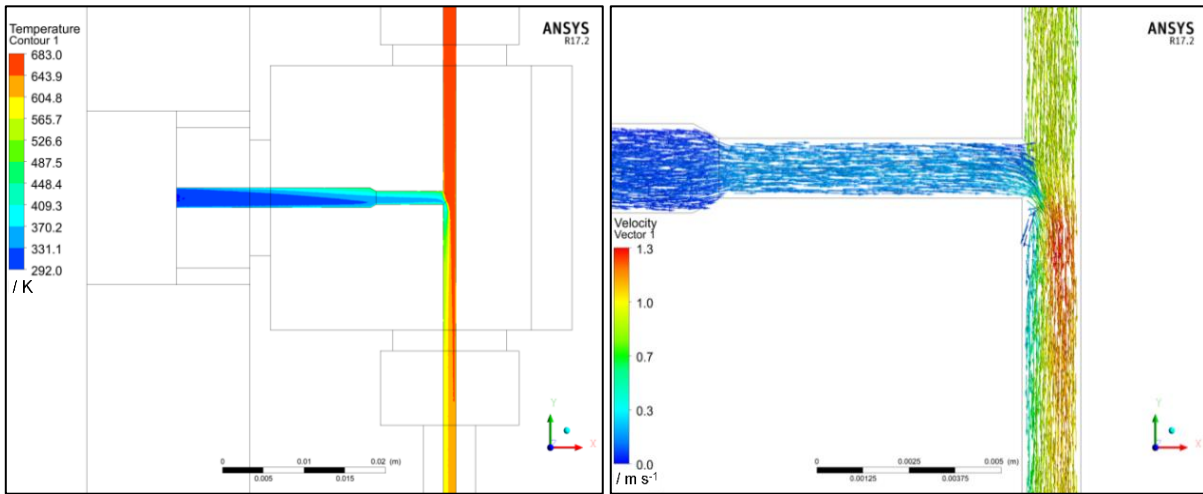 Temperature
Contour 1
683.0
643.9
604.8
565.7
526.6
487.5
448.4
409.3
370.2
331.1
292.0
/ K
ANSYS
R17.2
0 0.01 0.02 (m)
0.005 0.015
Y
X
ANSYS
R17.2
Velocity
Vector 1
1.3
1.0
0.7
0.3
0.0
/ m s-1
0 0.0025 0.005 (m)
0.00125 0.00375
Y
X